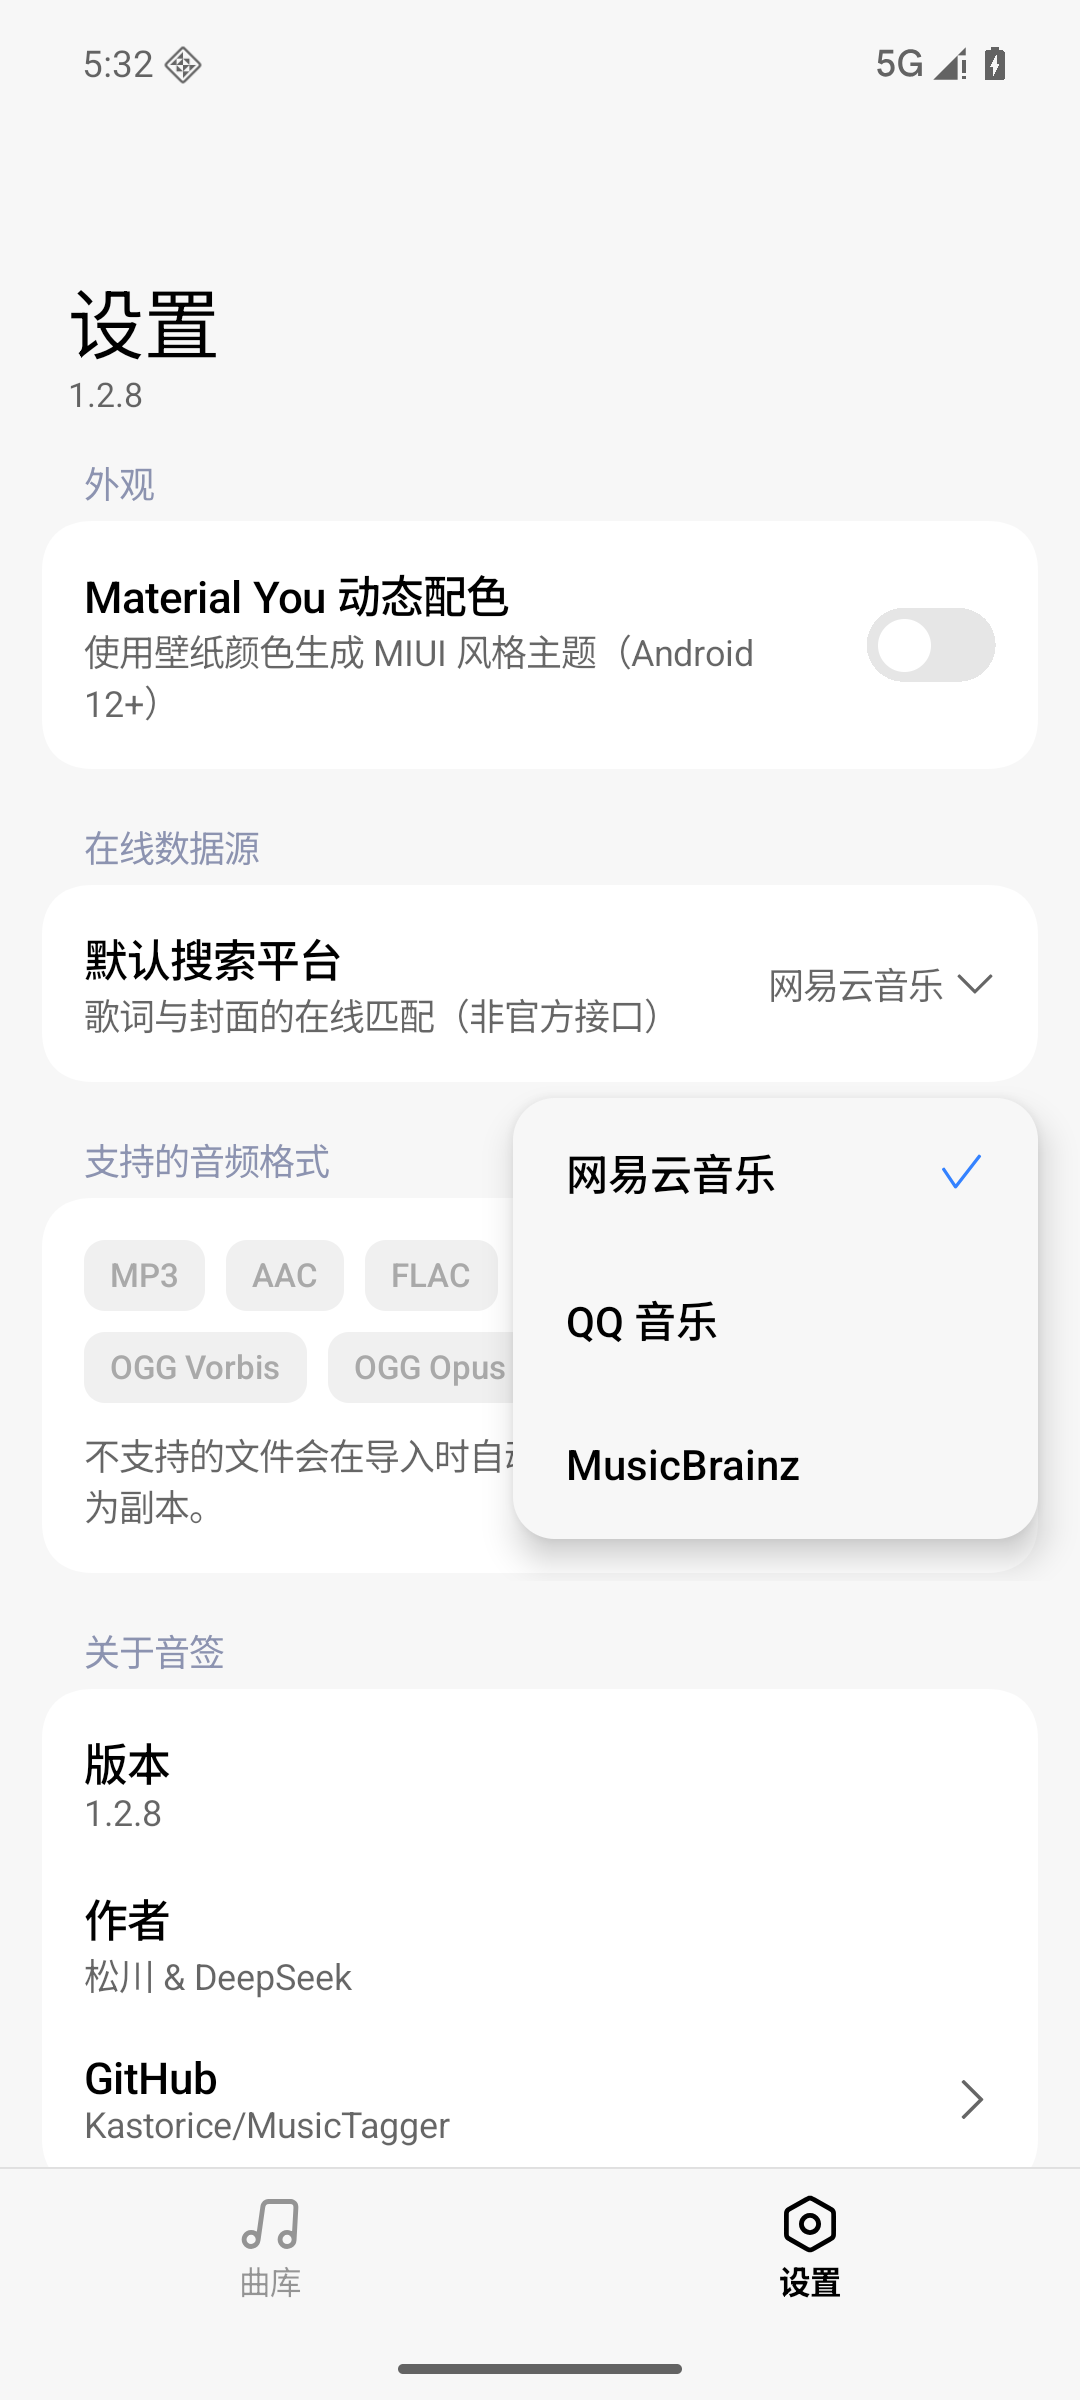 5:32
5G
设置
1.2.8
外观
Material You 动态配色
使用壁纸颜色生成 MIUI 风格主题（Android
12+）
在线数据源
默认搜索平台
歌词与封面的在线匹配（非官方接口）
网易云音乐
支持的音频格式
网易云音乐
MP3
AAC
FLAC
QQ 音乐
OGG Vorbis
OGG Opus
不支持的文件会在导入时自
MusicBrainz
为副本。
关于音签
版本
1.2.8
作者
松川 & DeepSeek
GitHub
Kastorice/MusicTagger
曲库
设置